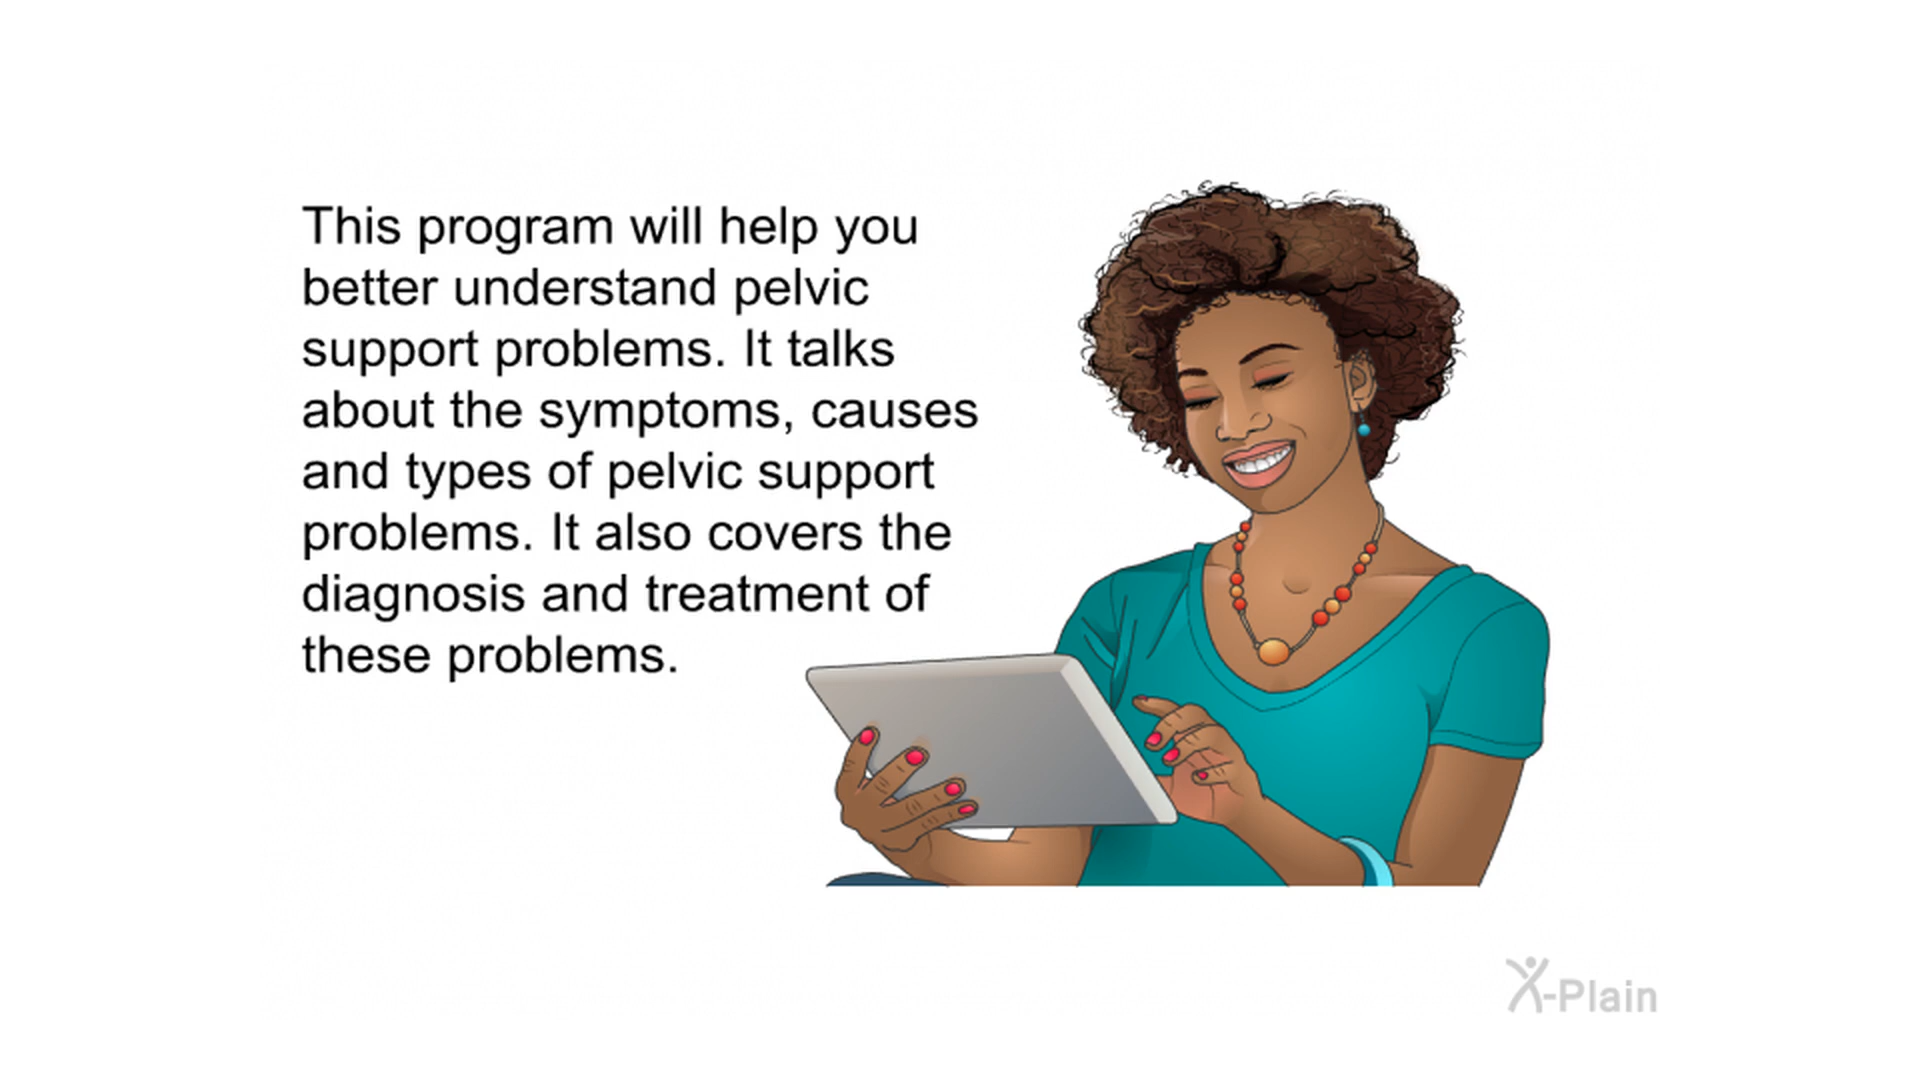 This program will help you
better understand pelvic
support problems. It talks
about the symptoms, causes
and types of pelvic support
problems. It also covers the
diagnosis and treatment of
these problems.
X-Plain